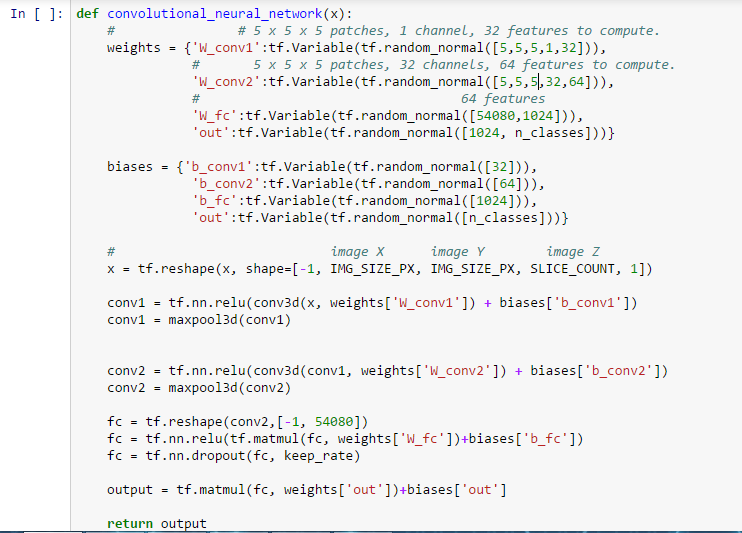 In [ ]: def convolutional_neural_network(x):
#                # 5 x 5 x 5 patches, 1 channel, 32 features to compute.
weights = {'W_conv1':tf.Variable(tf.random_normal([5,5,5,1,32])),
#       5 x 5 x 5 patches, 32 channels, 64 features to compute.
'W_conv2':tf.Variable(tf.random_normal([5,5,5,32,64])),
#                                  64 features
'W_fc':tf.Variable(tf.random_normal([54080,1024])),
'out':tf.Variable(tf.random_normal([1024, n_classes]))}
biases = {'b_conv1':tf.Variable(tf.random_normal([32])),
'b_conv2':tf.Variable(tf.random_normal([64])),
'b_fc':tf.Variable(tf.random_normal([1024])),
'out':tf.Variable(tf.random_normal([n_classes]))}
#                            image X      image Y        image Z
x = tf.reshape(x, shape=[-1, IMG_SIZE_PX, IMG_SIZE_PX, SLICE_COUNT, 1])
conv1 = tf.nn.relu(conv3d(x, weights['W_conv1']) + biases['b_conv1'])
conv1 = maxpool3d(conv1)
conv2 = tf.nn.relu(conv3d(conv1, weights['W_conv2']) + biases['b_conv2'])
conv2 = maxpool3d(conv2)
fc = tf.reshape(conv2,[-1, 54080])
fc = tf.nn.relu(tf.matmul(fc, weights['W_fc'])+biases['b_fc'])
fc = tf.nn.dropout(fc, keep_rate)
output = tf.matmul(fc, weights['out'])+biases['out']
return output